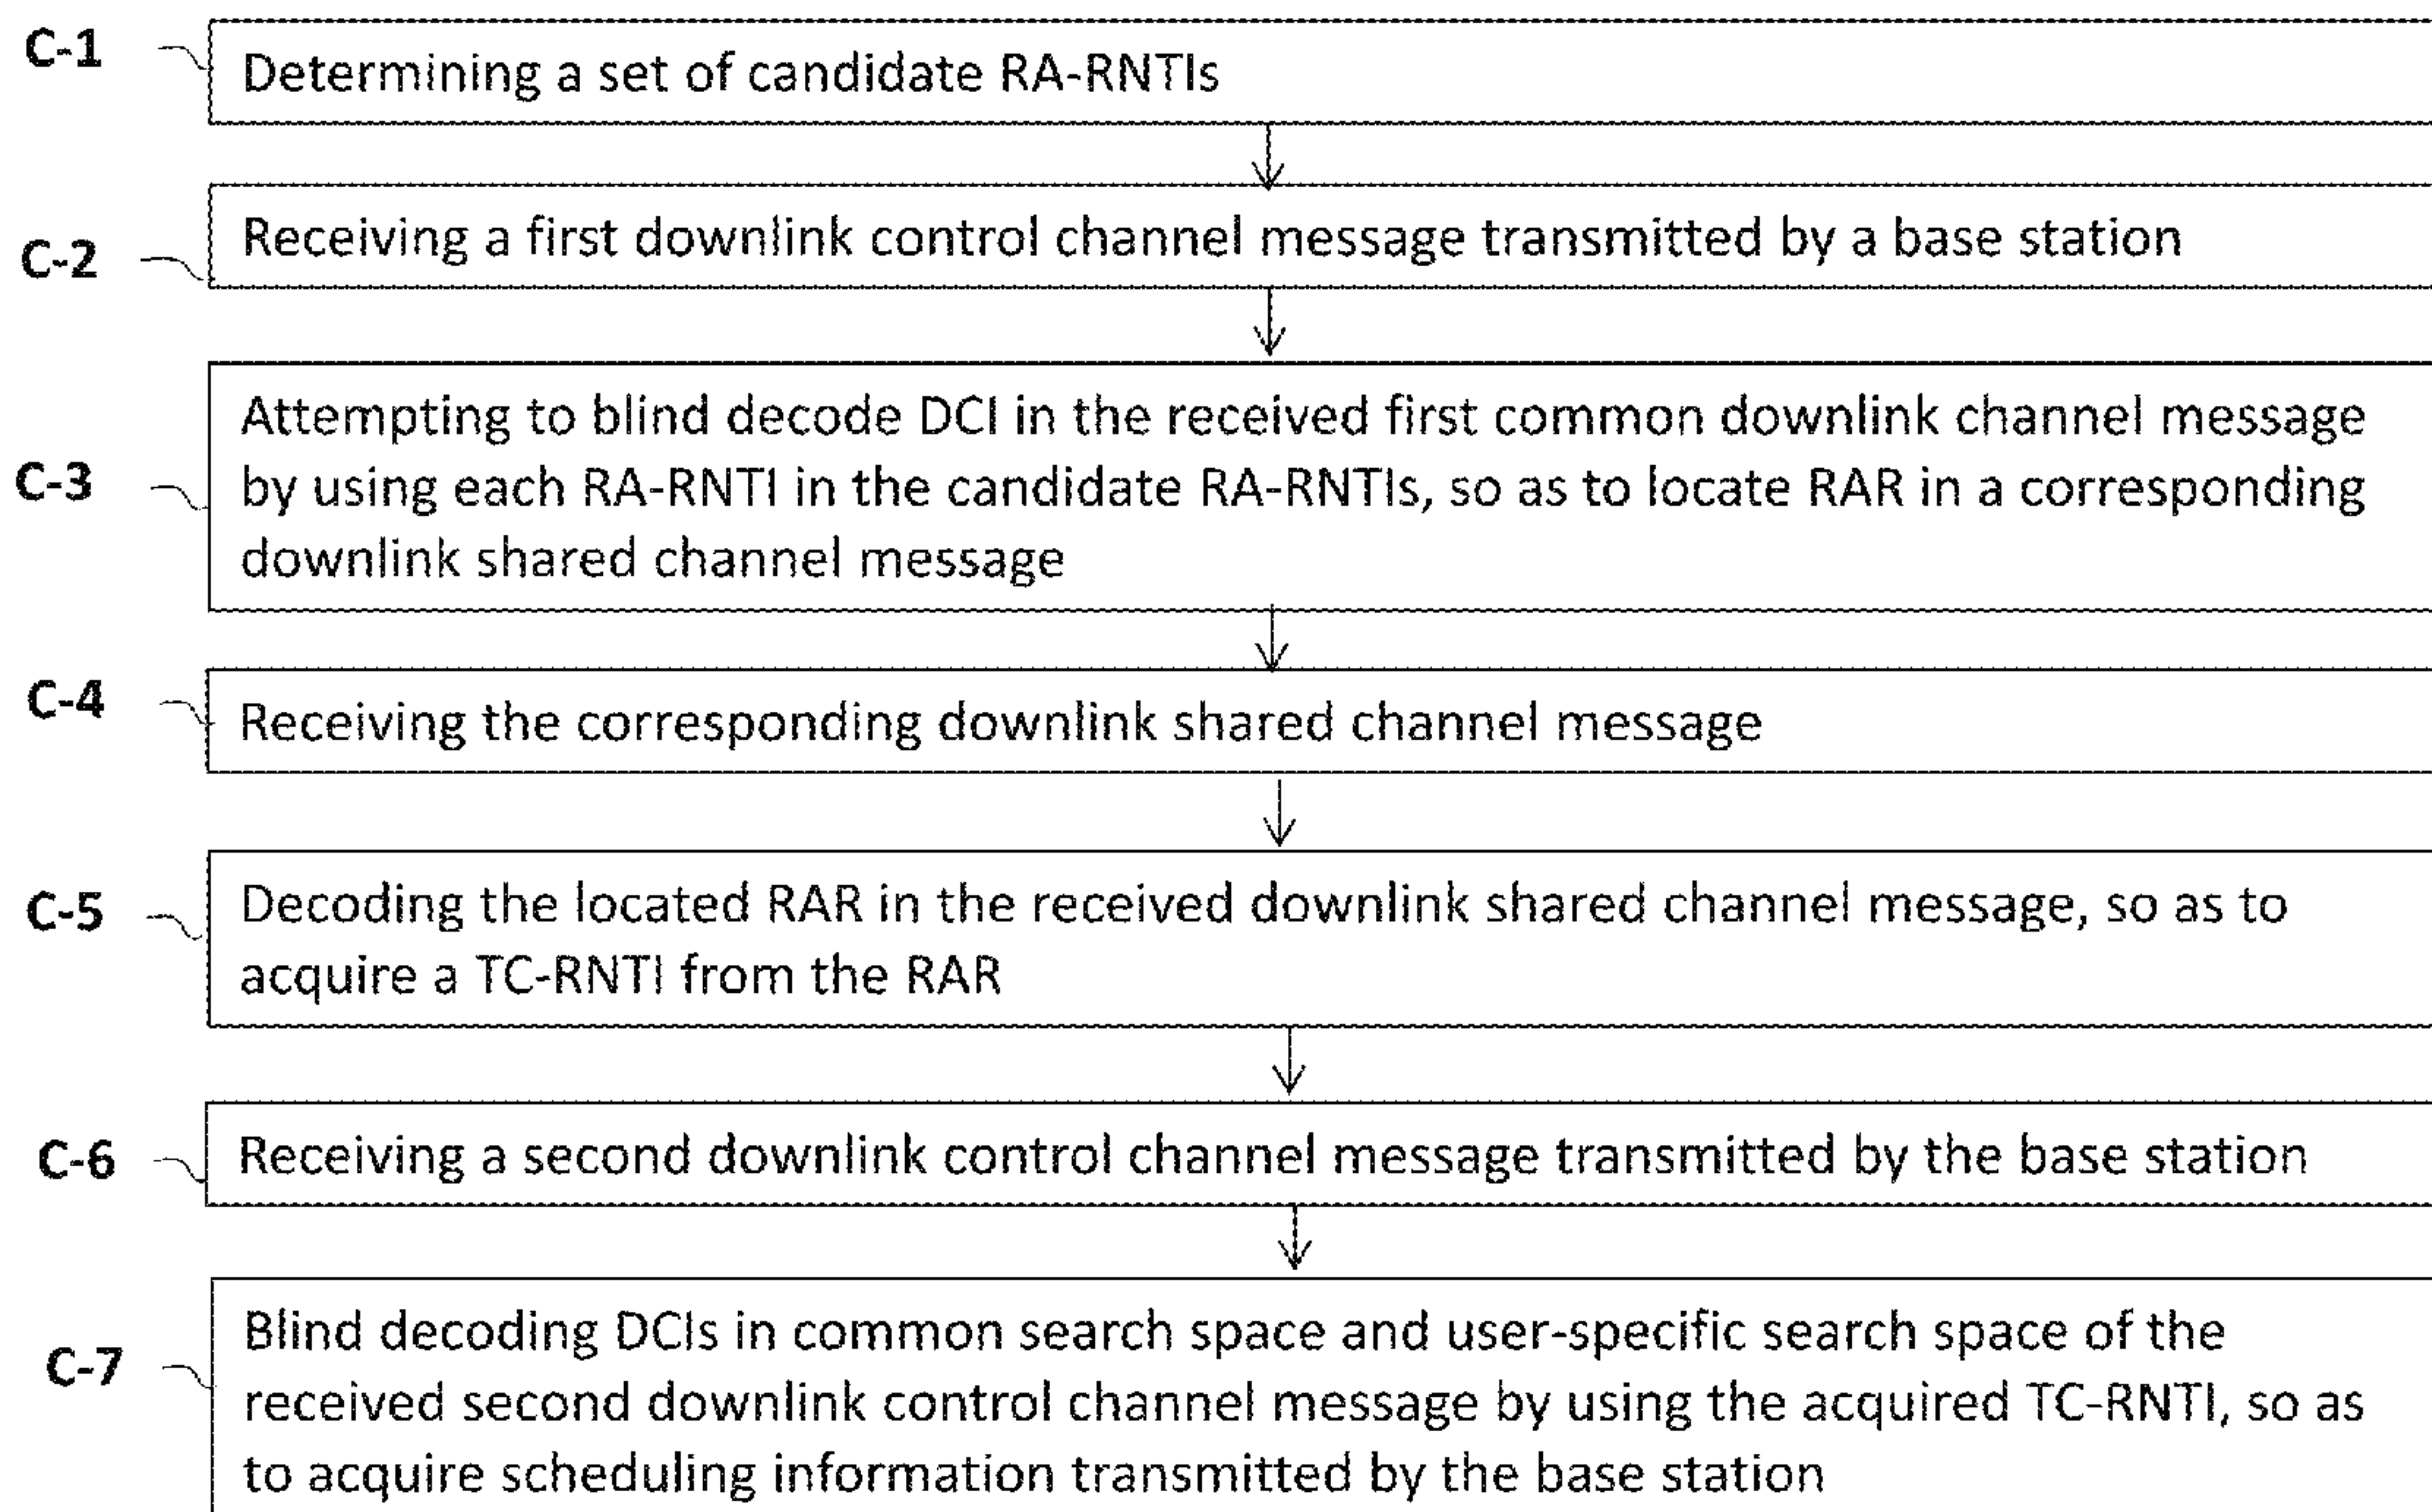 C-1
Determining a set of candidate RA-RNTIs
C-2
Receiving a first downlink control channel message transmitted by a base station
C-3
Attempting to blind decode DCI in the received first common downlink channel message
by using each RA-RNTI in the candidate RA-RNTIs, so as to locate RAR in a corresponding
downlink shared channel message
C-4
Receiving the corresponding downlink shared channel message
C-5
Decoding the located RAR in the received downlink shared channel message, so as to
acquire a TC-RNTI from the RAR
C-6
Receiving a second downlink control channel message transmitted by the base station
C-7
Blind decoding DCIs in common search space and user-specific search space of the
received second downlink control channel message by using the acquired TC-RNTI, so as
to acquire scheduling information transmitted by the base station